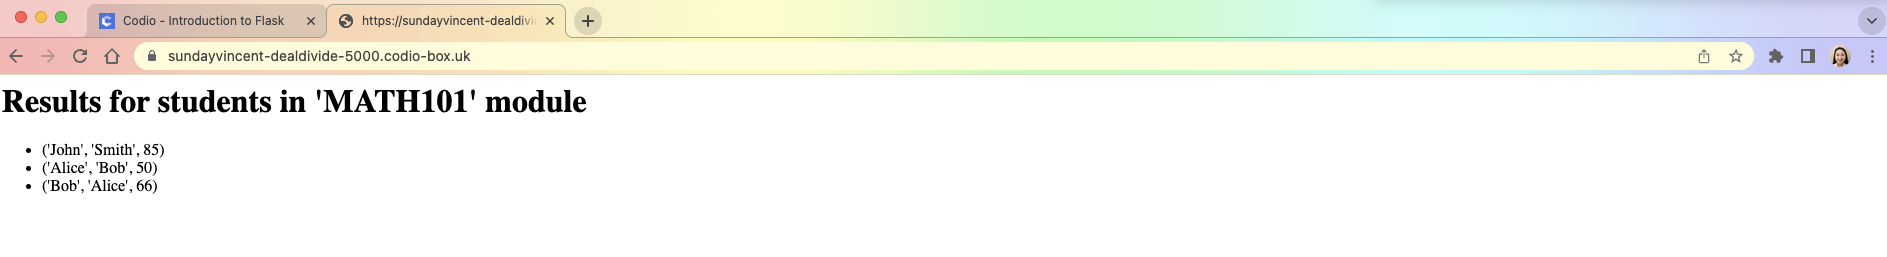 Codio - Introduction to Flask
https://sundayvincent-dealdivi
sundayvincent-dealdivide-5000.codio-box.uk
Results for students in 'MATH101' module
• ('John', 'Smith', 85)
• ('Alice', 'Bob', 50)
• ('Bob', 'Alice', 66)